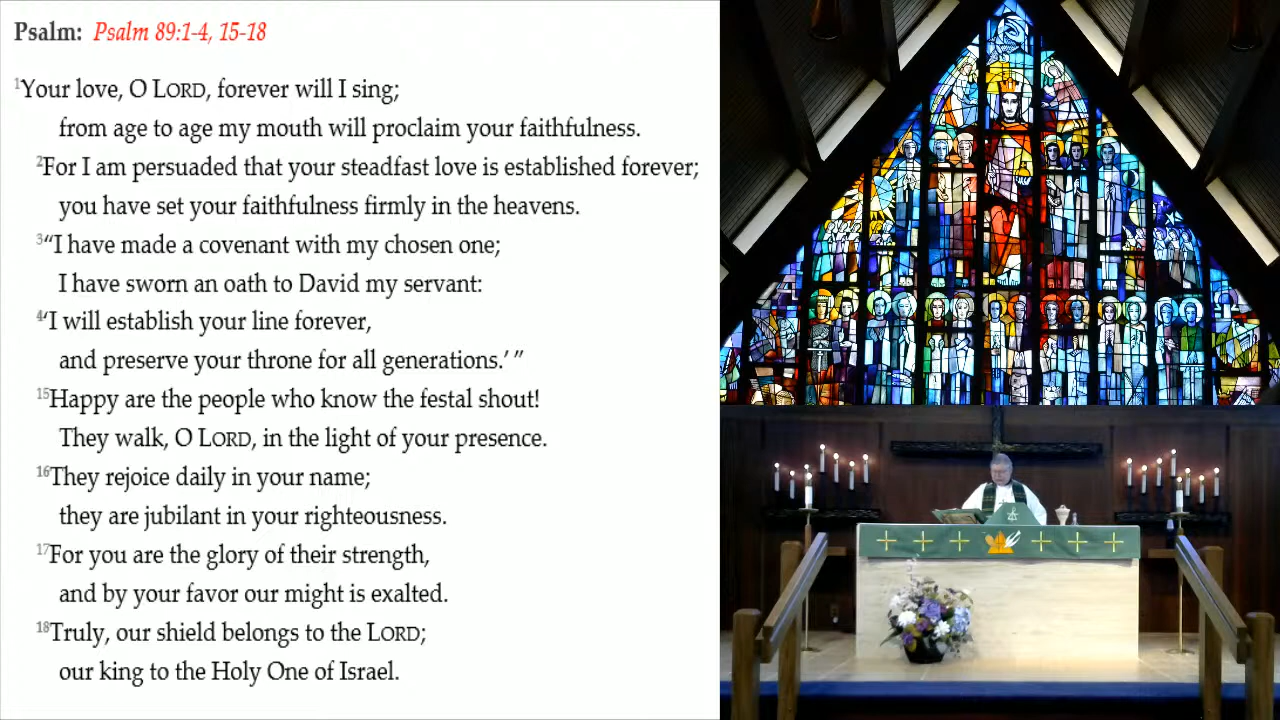 Psalm: Psalm 89:1-4, 15-18
1Your love, O LORD, forever will I sing;
from age to age my mouth will proclaim your faithfulness.
2For I am persuaded that your steadfast love is established forever;
you have set your faithfulness firmly in the heavens.
3“I have made a covenant with my chosen one;
I have sworn an oath to David my servant:
4‘I will establish your line forever,
and preserve your throne for all generations.’ ”
15Happy are the people who know the festal shout!
They walk, O LORD, in the light of your presence.
16They rejoice daily in your name;
they are jubilant in your righteousness.
17For you are the glory of their strength,
and by your favor our might is exalted.
18Truly, our shield belongs to the LORD;
our king to the Holy One of Israel.